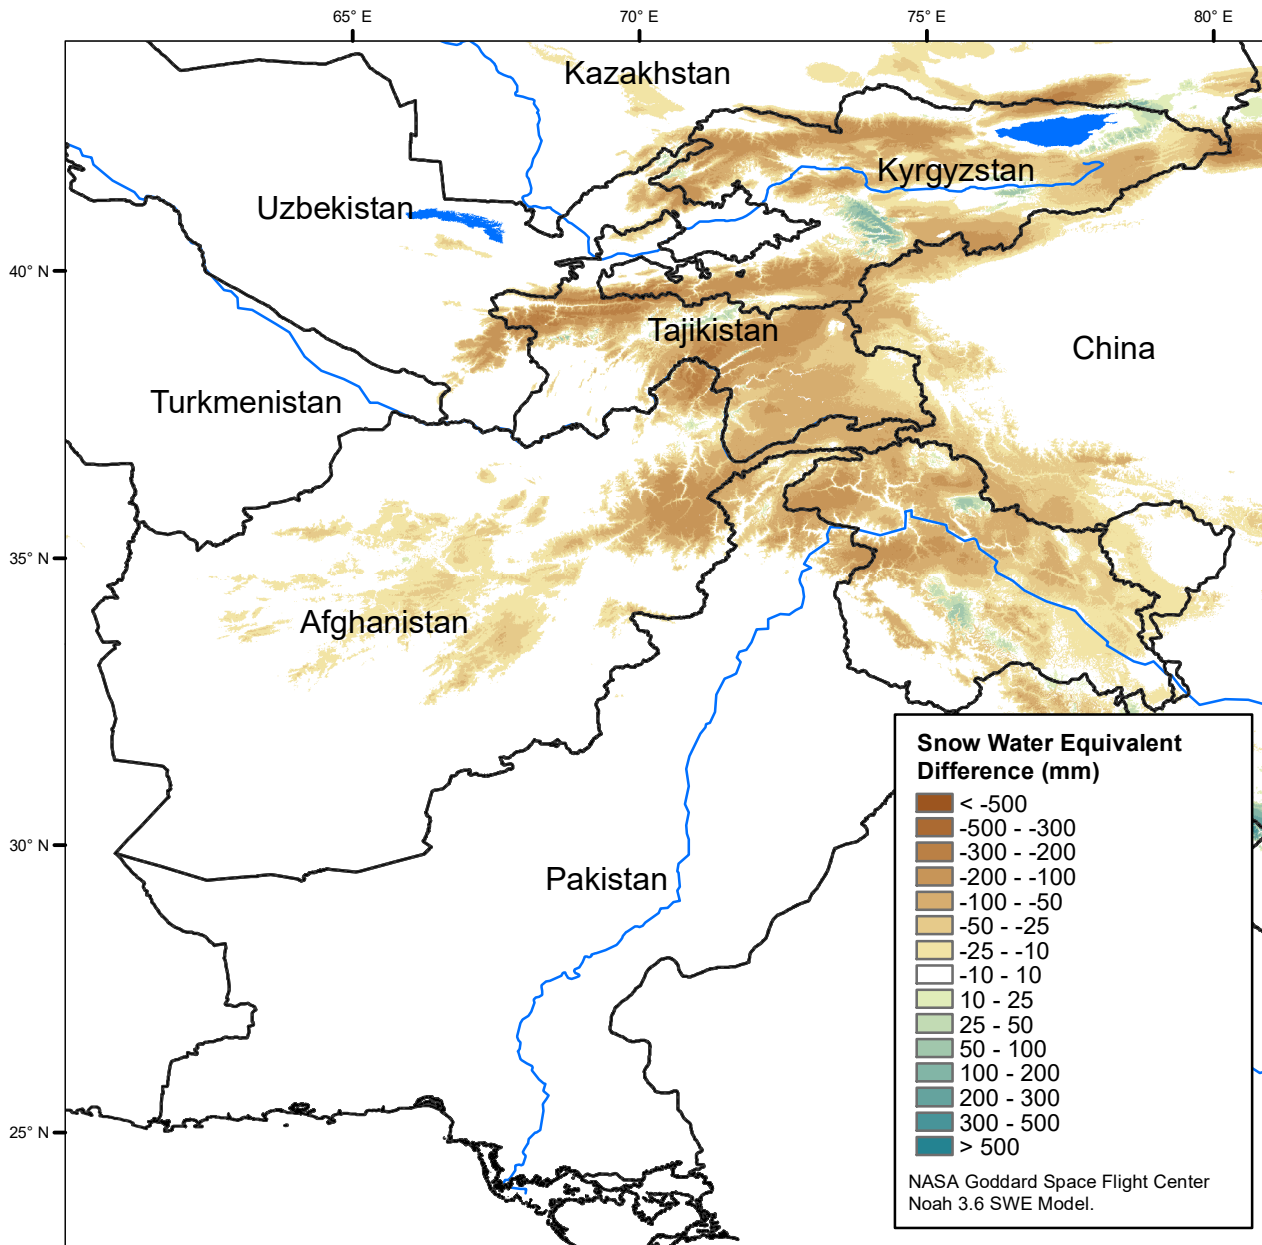 65° E
70° E
75° E
80° E
Kazakhstan
Kyrgyzstan
Uzbekistan
40° N
Tajikistan
China
Turkmenistan
35° N
Afghanistan
30° N
Pakistan
25° N
Snow Water Equivalent
Difference (mm)
< -500
-500 - -300
-300 - -200
-200 - -100
-100 - -50
-50 - -25
-25 - -10
-10 - 10
10 - 25
25 - 50
50 - 100
100 - 200
200 - 300
300 - 500
> 500
NASA Goddard Space Flight Center
Noah 3.6 SWE Model.